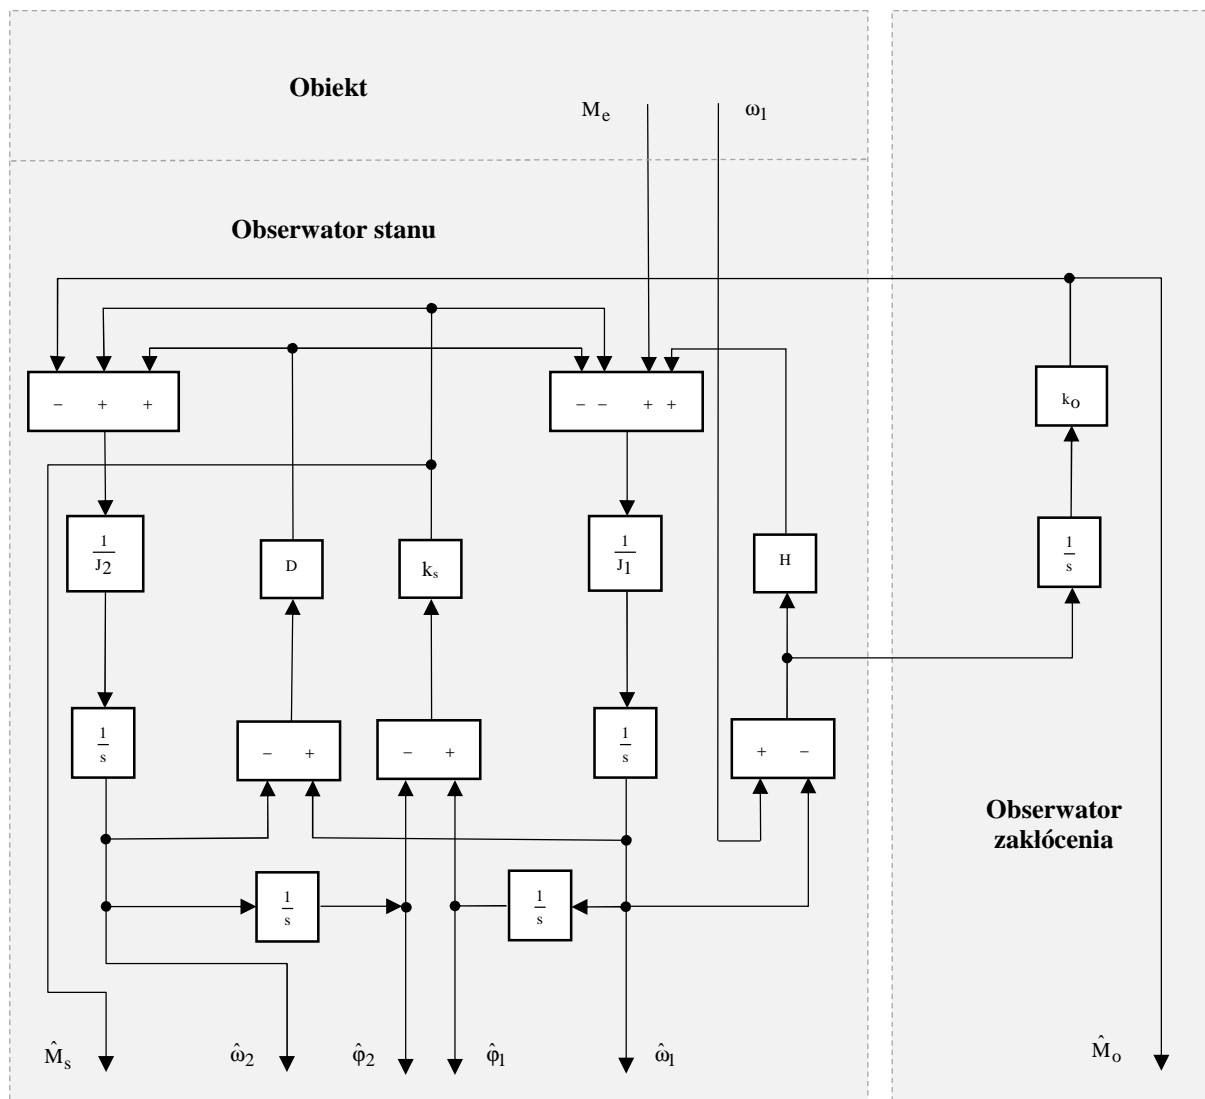 Obiekt
M_e ω_1
Obserwator stanu
− + +
− − + +
k_o
1/J_2
D
k_s
1/J_1
H
1/s
1/s
− +
− +
1/s
+ −
Obserwator
zakłócenia
1/s
1/s
M̂_s ω̂_2 φ̂_2 φ̂_1 ω̂_1 M̂_o